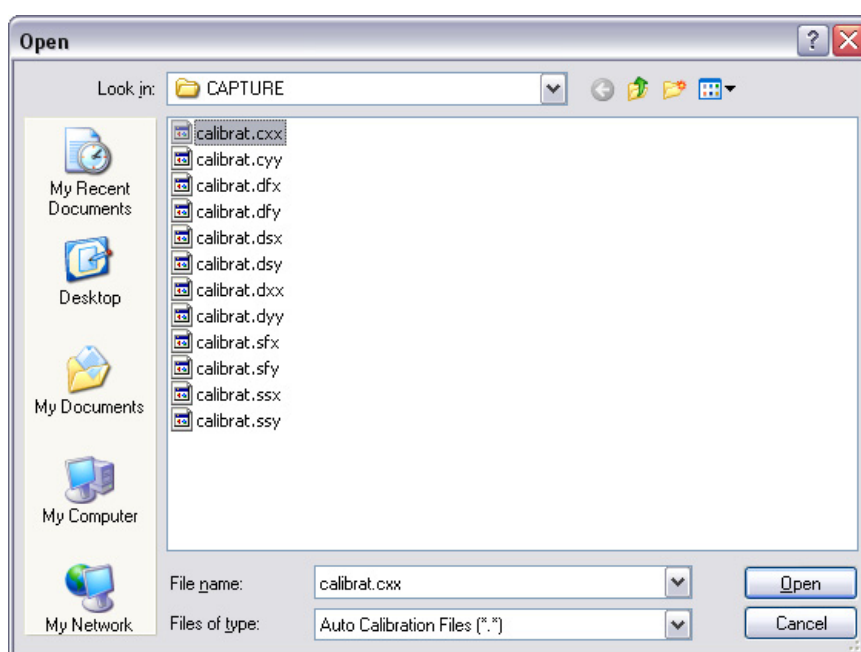 Open
Look in: CAPTURE
My Recent
Documents
Desktop
My Documents
My Computer
My Network
calibrat.cxx
calibrat.cyy
calibrat.dfx
calibrat.dfy
calibrat.dsx
calibrat.dsy
calibrat.dxx
calibrat.dyy
calibrat.sfx
calibrat.sfy
calibrat.ssx
calibrat.ssy
File name: calibrat.cxx Open
Files of type: Auto Calibration Files (*.*) Cancel